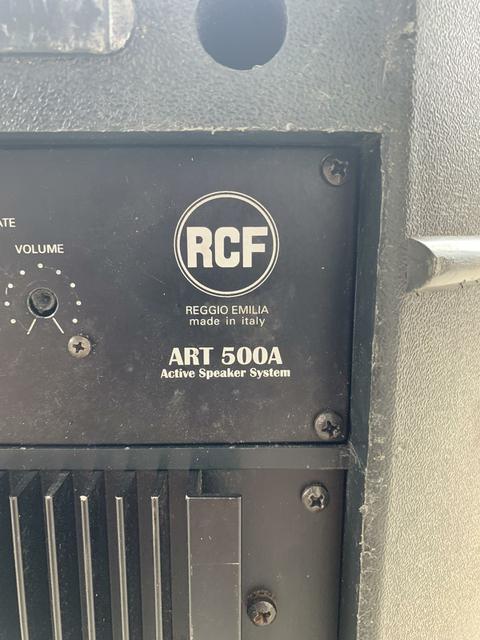 VOLUME
RCF
REGGIO EMILIA
made in italy
ART 500A
Active Speaker System